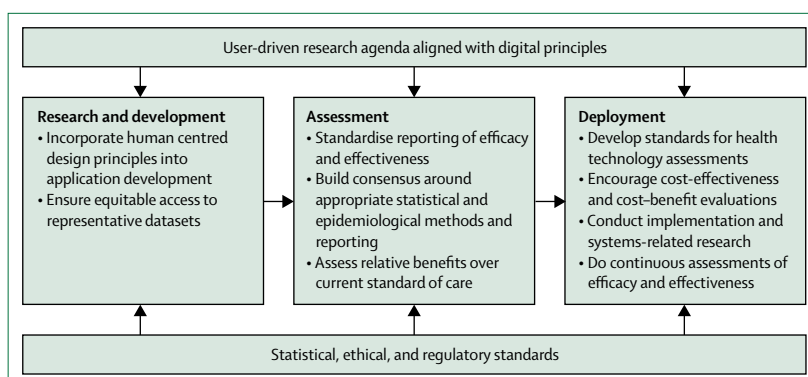 User-driven research agenda aligned with digital principles
Research and development
• Incorporate human centred
design principles into
application development
• Ensure equitable access to
representative datasets
Assessment
• Standardise reporting of efficacy
and effectiveness
• Build consensus around
appropriate statistical and
epidemiological methods and
reporting
• Assess relative benefits over
current standard of care
Deployment
• Develop standards for health
technology assessments
• Encourage cost-effectiveness
and cost–benefit evaluations
• Conduct implementation and
systems-related research
• Do continuous assessments of
efficacy and effectiveness
Statistical, ethical, and regulatory standards